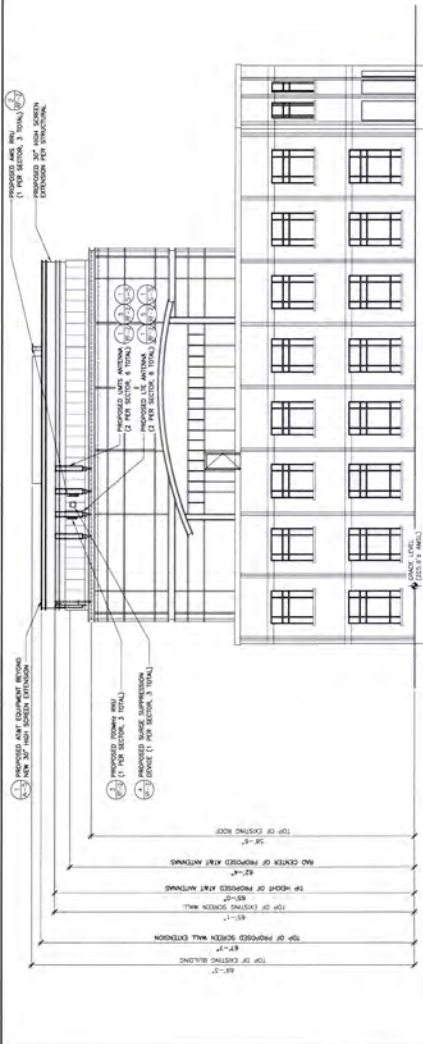 PROPOSED AT&T EQUIPMENT BEYOND
NEW 30" HIGH SCREEN EXTENSION
PROPOSED AWS RRU
(1 PER SECTOR, 3 TOTAL)
PROPOSED 30" HIGH SCREEN
EXTENSION PER STRUCTURAL
PROPOSED UMTS ANTENNA
(2 PER SECTOR, 6 TOTAL)
PROPOSED LTE ANTENNA
(2 PER SECTOR, 6 TOTAL)
PROPOSED 700MHz RRU
(1 PER SECTOR, 3 TOTAL)
PROPOSED SURGE SUPPRESSION
DEVICE (1 PER SECTOR, 3 TOTAL)
GRADE LEVEL
TOP OF EXISTING BUILDING
67'-3"
TOP OF PROPOSED SCREEN WALL EXTENSION
65'-1"
TOP OF EXISTING SCREEN WALL
65'-0"
TIP HEIGHT OF PROPOSED AT&T ANTENNAS
62'-4"
RAD CENTER OF PROPOSED AT&T ANTENNAS
58'-6"
TOP OF EXISTING ROOF